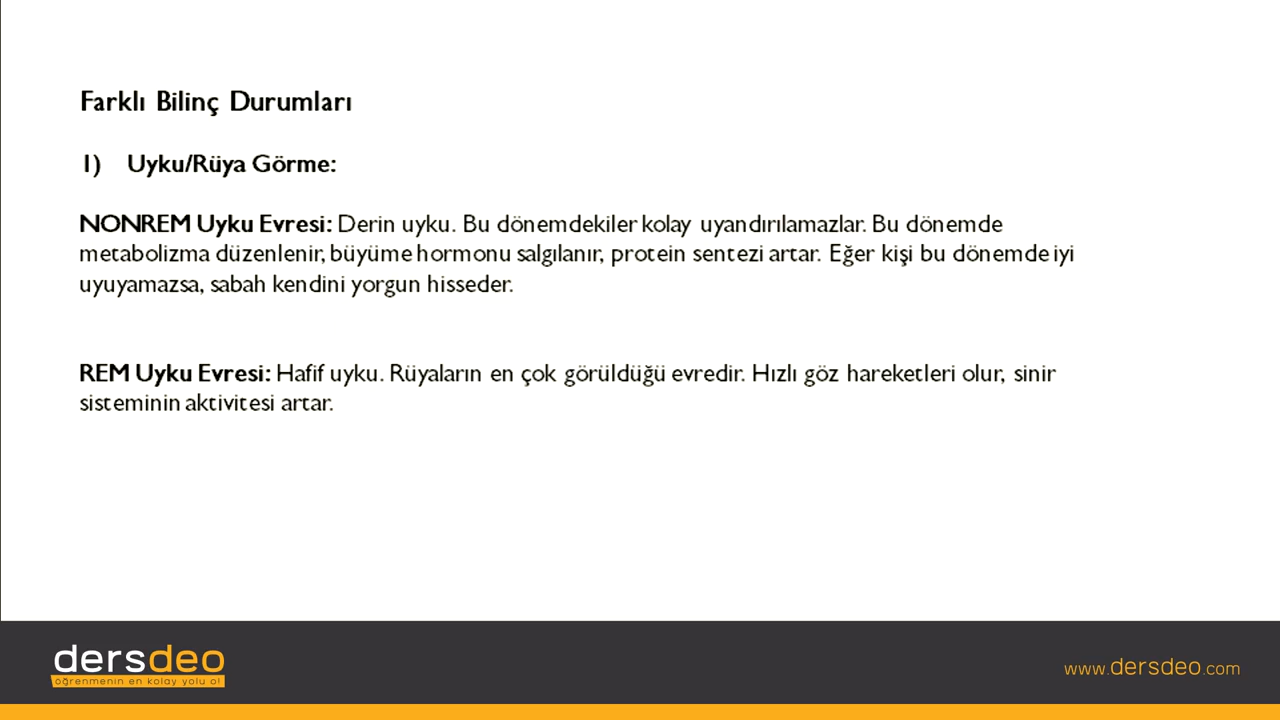 Farklı Bilinç Durumları
1) Uyku/Rüya Görme:
NONREM Uyku Evresi: Derin uyku. Bu dönemdekiler kolay uyandırılamazlar. Bu dönemde
metabolizma düzenlenir, büyüme hormonu salgılanır, protein sentezi artar. Eğer kişi bu dönemde iyi
uyuyamazsa, sabah kendini yorgun hisseder.
REM Uyku Evresi: Hafif uyku. Rüyaların en çok görüldüğü evredir. Hızlı göz hareketleri olur, sinir
sisteminin aktivitesi artar.
dersdeo
öğrenmenin en kolay yolu o!
www.dersdeo.com